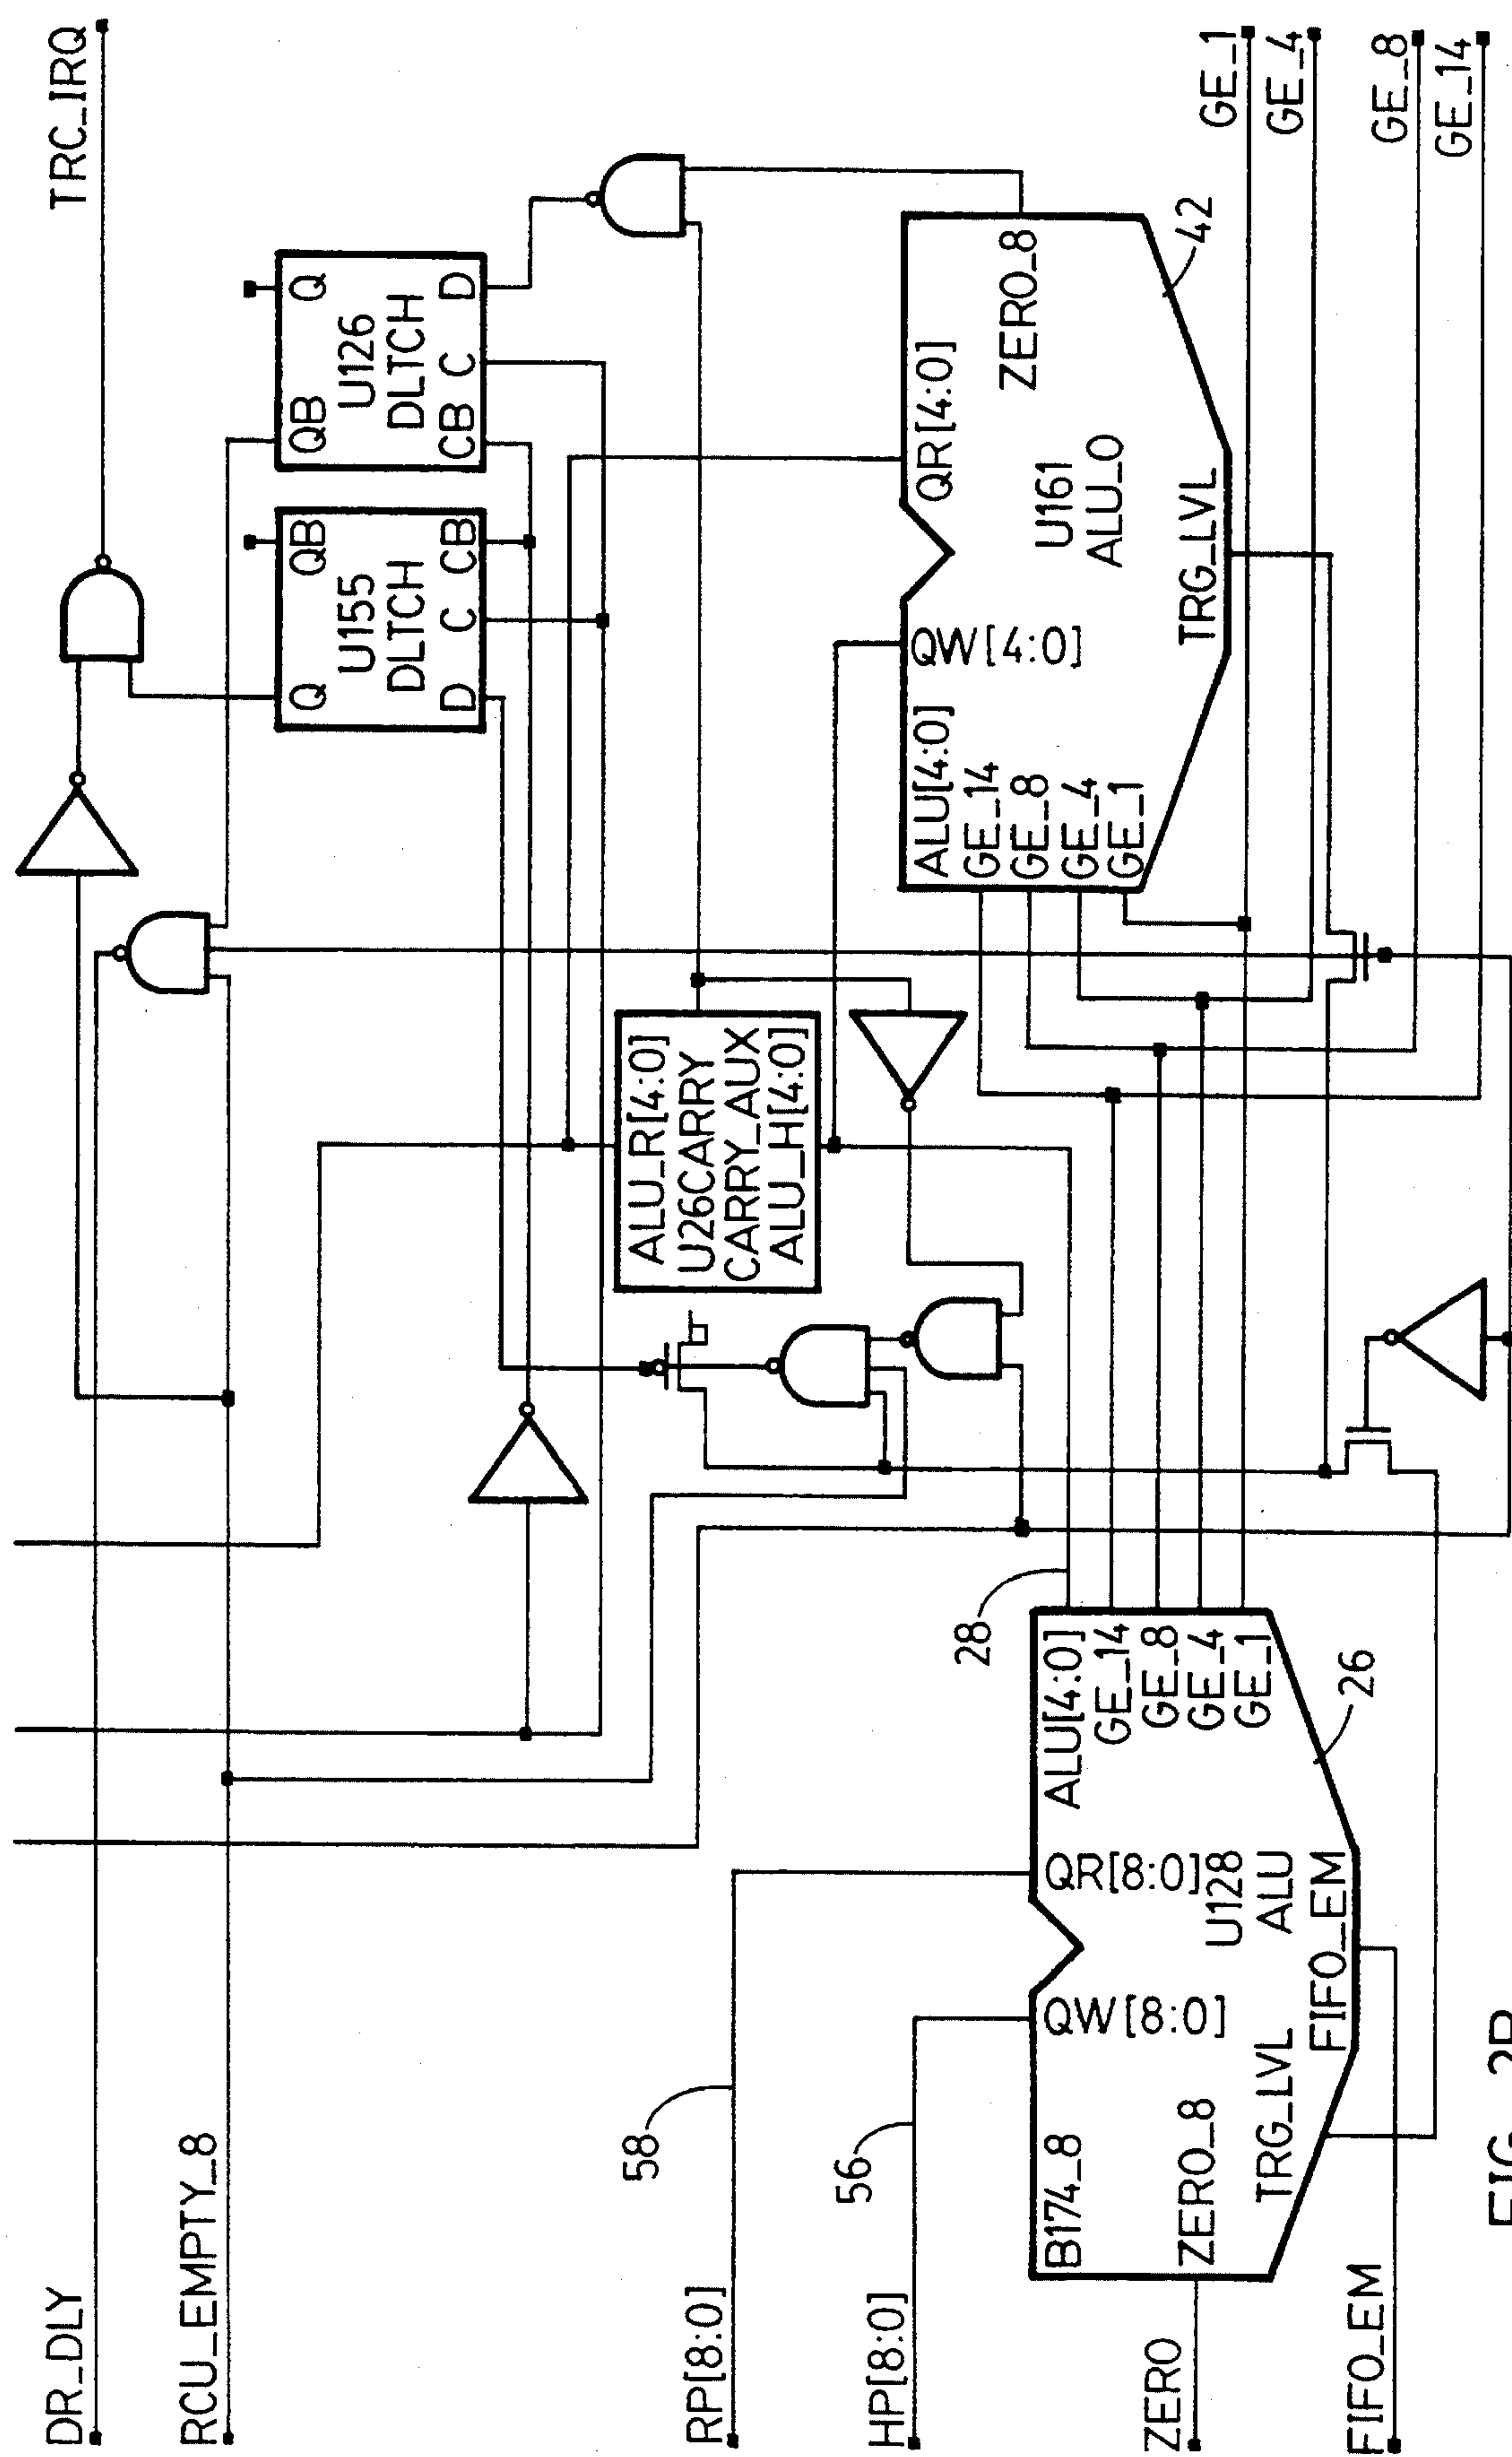 TRC_IRQ
DR_DLY
RCU_EMPTY_8
Q
U155
DLTCH
QB
D
C
CB
QB
U126
DLTCH
Q
CB
C
D
ALU_R[4:0]
U26CARRY
CARRY_AUX
ALU_H[4:0]
58
RP[8:0]
56
HP[8:0]
ZERO
FIFO_EM
B174_8
ZERO_8
TRG_LVL
QW[8:0]
QR[8:0]
U128
ALU
FIFO_EM
ALU[4:0]
GE_14
GE_8
GE_4
GE_1
28
26
ALU[4:0]
GE_14
GE_8
GE_4
GE_1
QW[4:0]
QR[4:0]
U161
ALU_0
TRG_LVL
ZERO_8
42
GE_1
GE_4
GE_8
GE_14